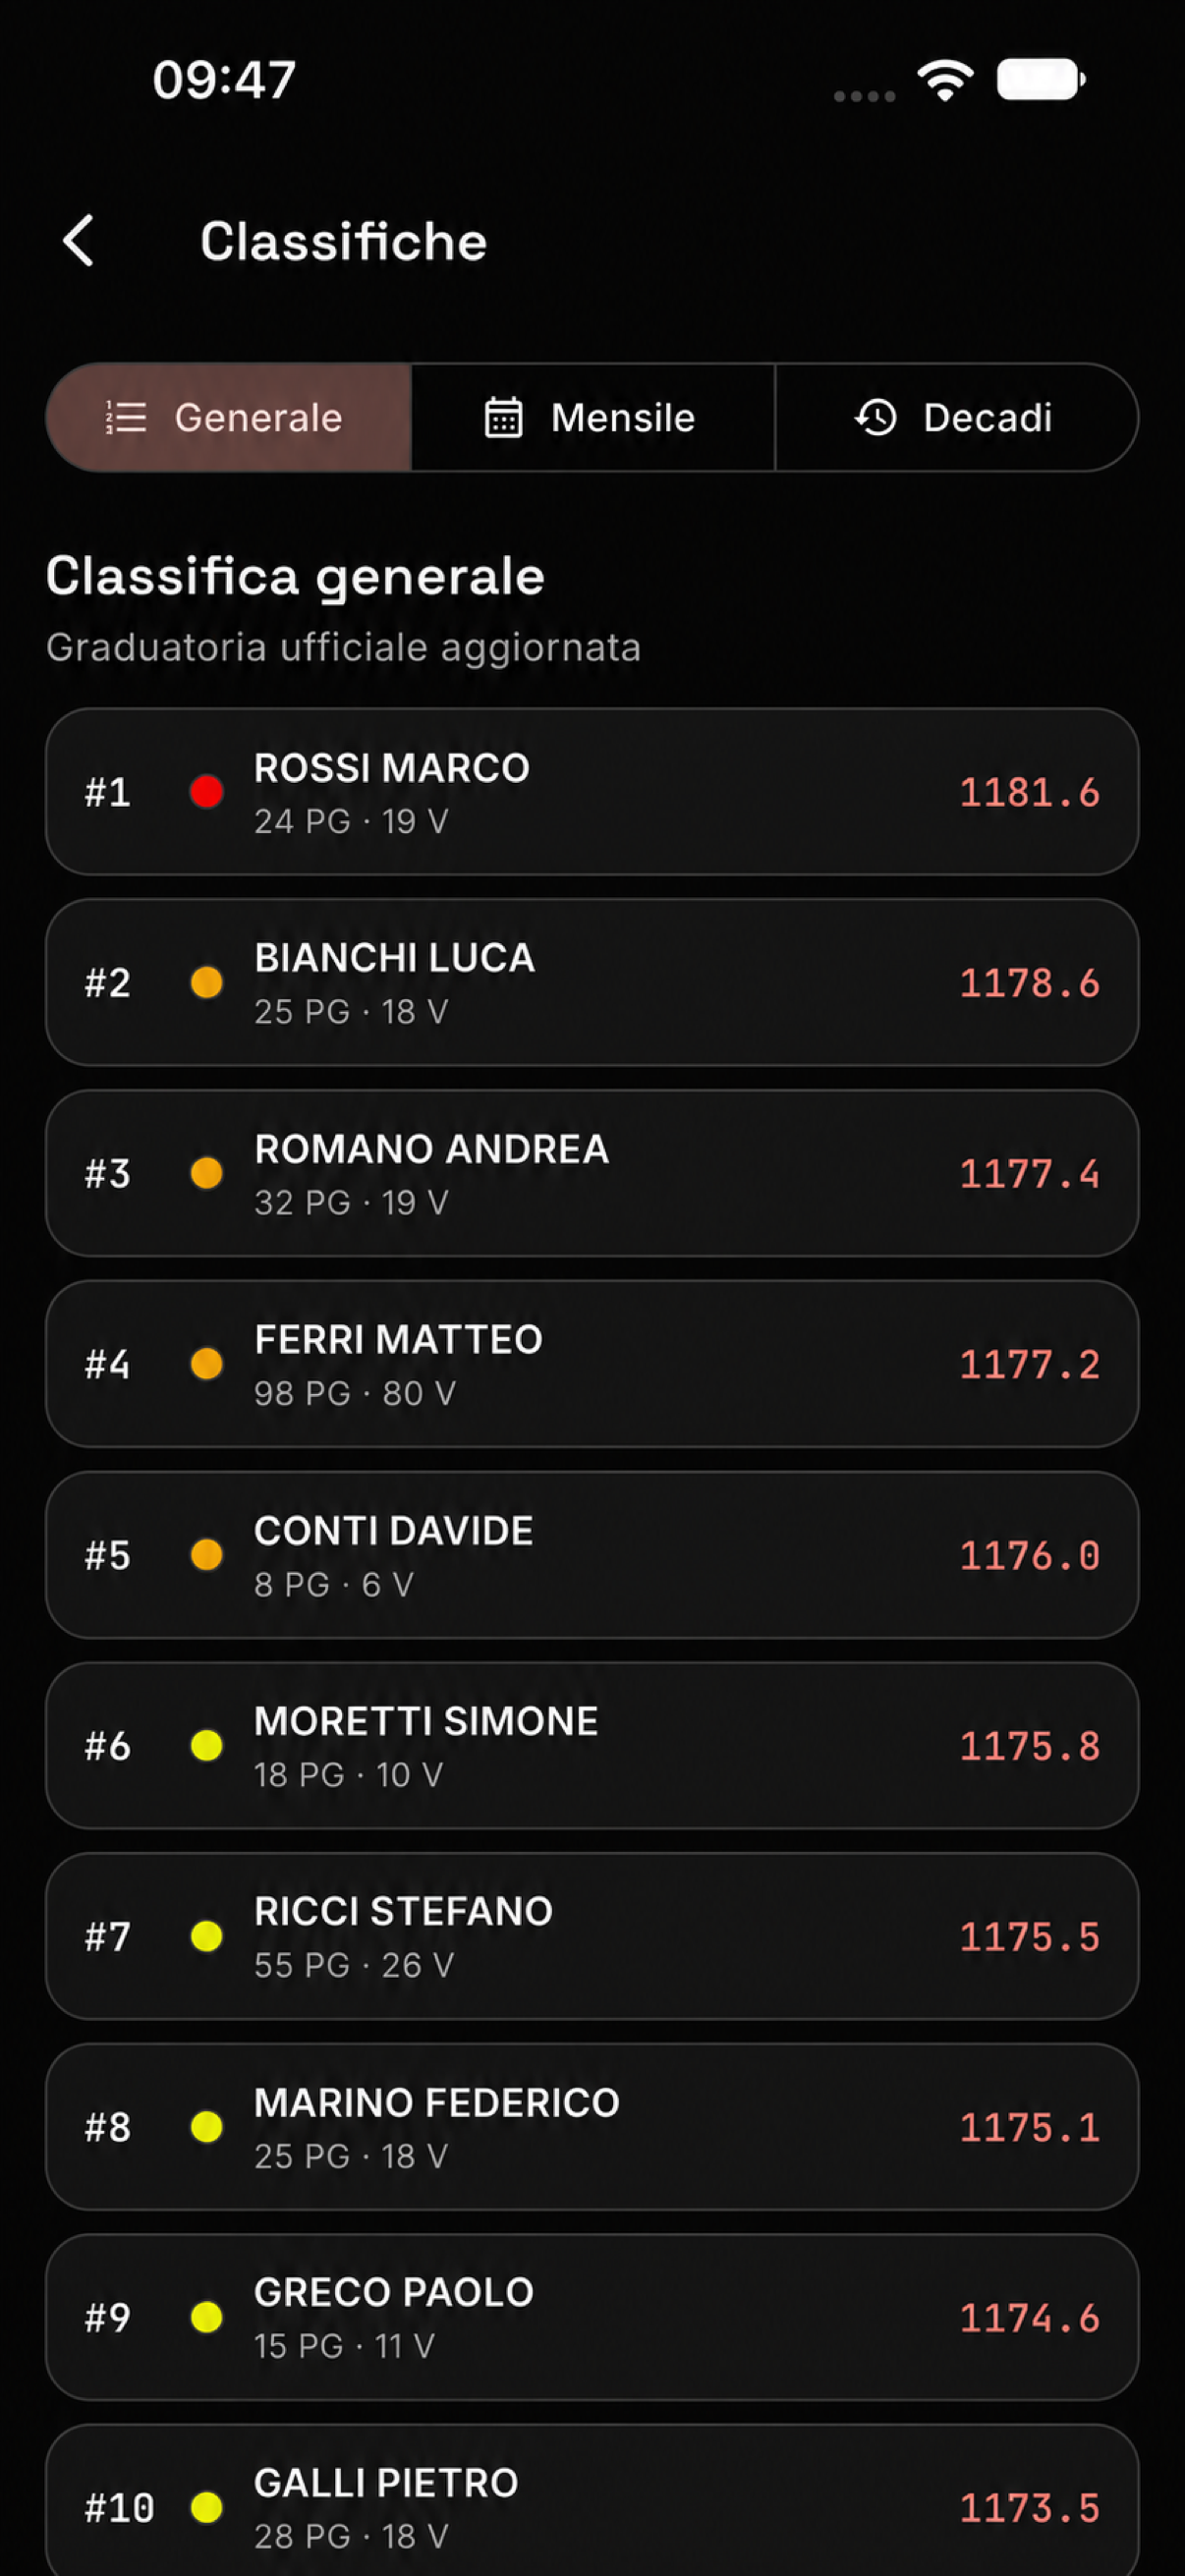 09:47
Classifiche
Generale
Mensile
Decadi
Classifica generale
Graduatoria ufficiale aggiornata
#1 ROSSI MARCO 1181.6
24 PG · 19 V
#2 BIANCHI LUCA 1178.6
25 PG · 18 V
#3 ROMANO ANDREA 1177.4
32 PG · 19 V
#4 FERRI MATTEO 1177.2
98 PG · 80 V
#5 CONTI DAVIDE 1176.0
8 PG · 6 V
#6 MORETTI SIMONE 1175.8
18 PG · 10 V
#7 RICCI STEFANO 1175.5
55 PG · 26 V
#8 MARINO FEDERICO 1175.1
25 PG · 18 V
#9 GRECO PAOLO 1174.6
15 PG · 11 V
#10 GALLI PIETRO 1173.5
28 PG · 18 V